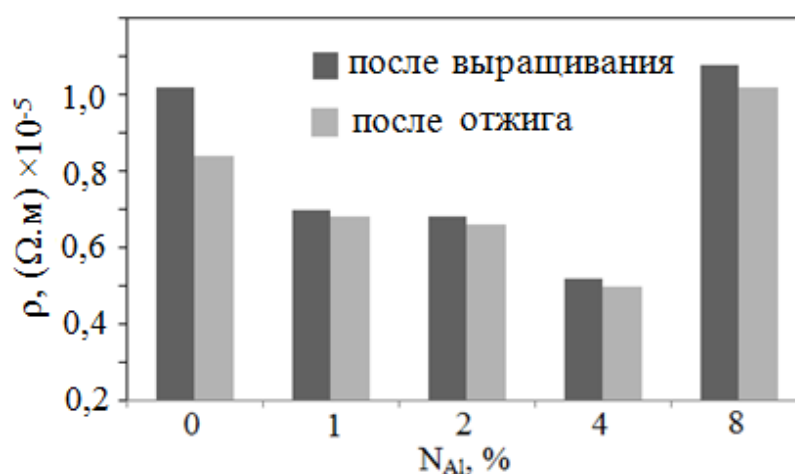 после выращивания
после отжига
ρ, (Ω.м) ×10⁻⁵
1,0
0,8
0,6
0,4
0,2
0 1 2 4 8
N_Al, %